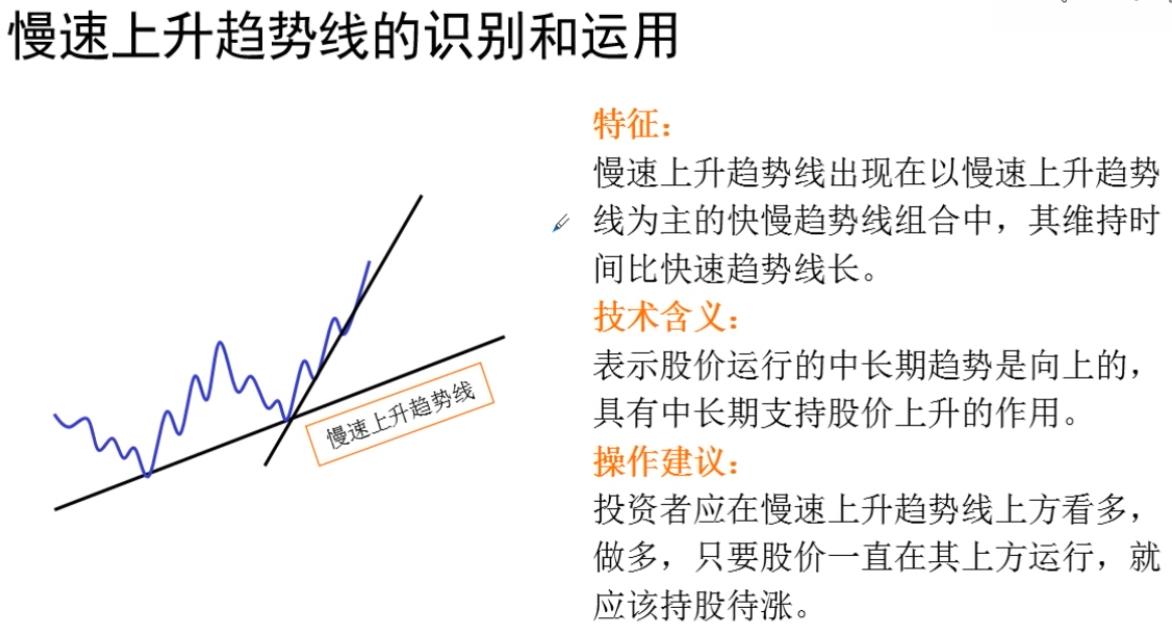 慢速上升趋势线的识别和运用
特征：
慢速上升趋势线出现在以慢速上升趋势
线为主的快慢趋势线组合中，其维持时
间比快速趋势线长。
技术含义：
表示股价运行的中长期趋势是向上的，
具有中长期支持股价上升的作用。
操作建议：
投资者应在慢速上升趋势线上方看多，
做多，只要股价一直在其上方运行，就
应该持股待涨。
慢速上升趋势线